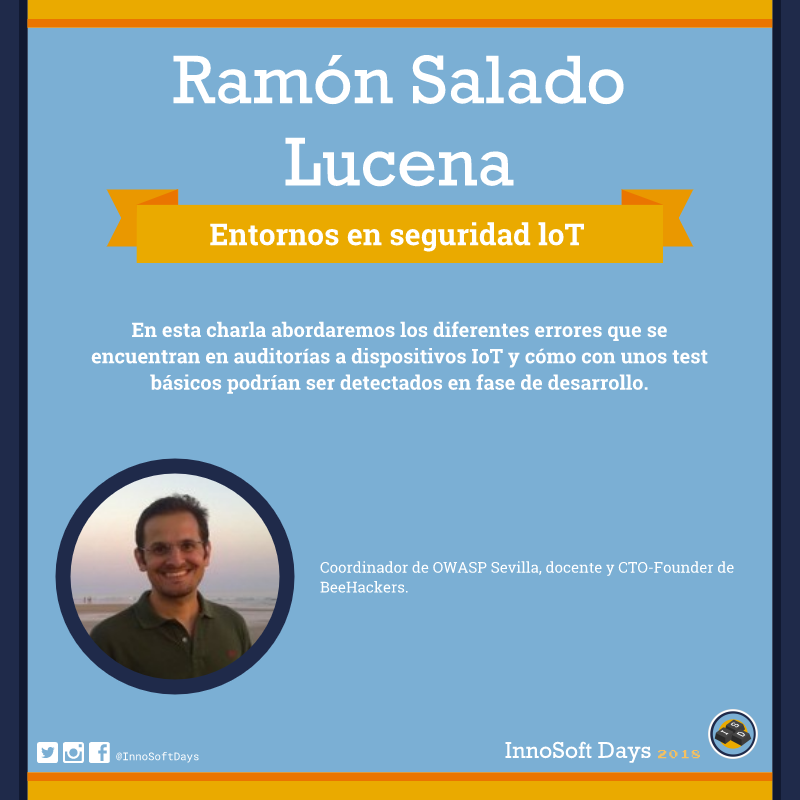 Ramón Salado
Lucena
Entornos en seguridad loT
En esta charla abordaremos los diferentes errores que se
encuentran en auditorías a dispositivos IoT y cómo con unos test
básicos podrían ser detectados en fase de desarrollo.
Coordinador de OWASP Sevilla, docente y CTO-Founder de
BeeHackers.
@InnoSoftDays
InnoSoft Days 2018
I S D